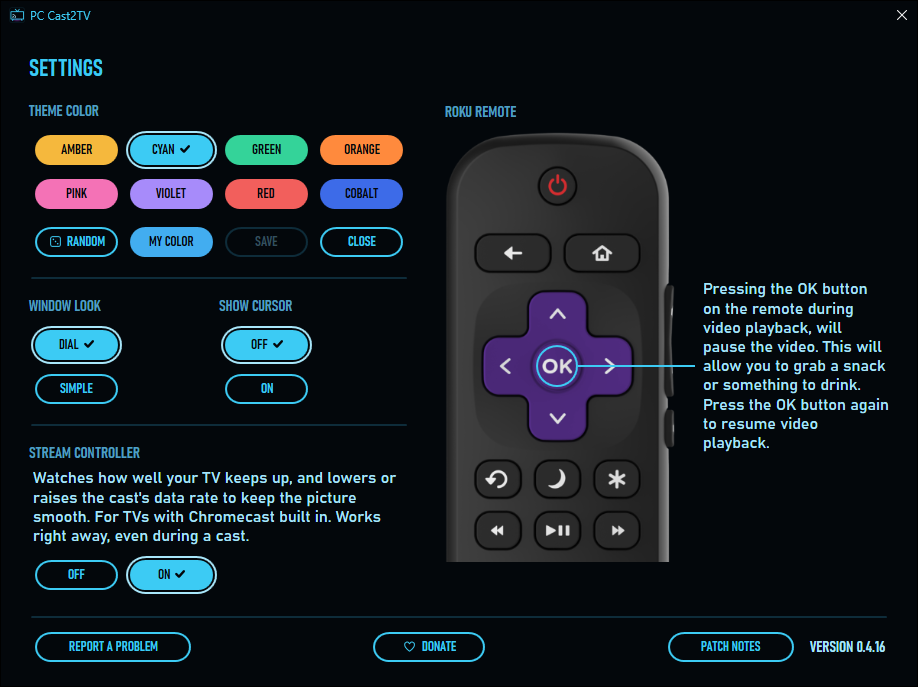 PC Cast2TV
SETTINGS
THEME COLOR
AMBER
CYAN
GREEN
ORANGE
PINK
VIOLET
RED
COBALT
RANDOM
MY COLOR
SAVE
CLOSE
WINDOW LOOK
DIAL
SIMPLE
SHOW CURSOR
OFF
ON
STREAM CONTROLLER
Watches how well your TV keeps up, and lowers or
raises the cast's data rate to keep the picture
smooth. For TVs with Chromecast built in. Works
right away, even during a cast.
OFF
ON
ROKU REMOTE
OK
Pressing the OK button
on the remote during
video playback, will
pause the video. This will
allow you to grab a snack
or something to drink.
Press the OK button again
to resume video
playback.
REPORT A PROBLEM
DONATE
PATCH NOTES
VERSION 0.4.16